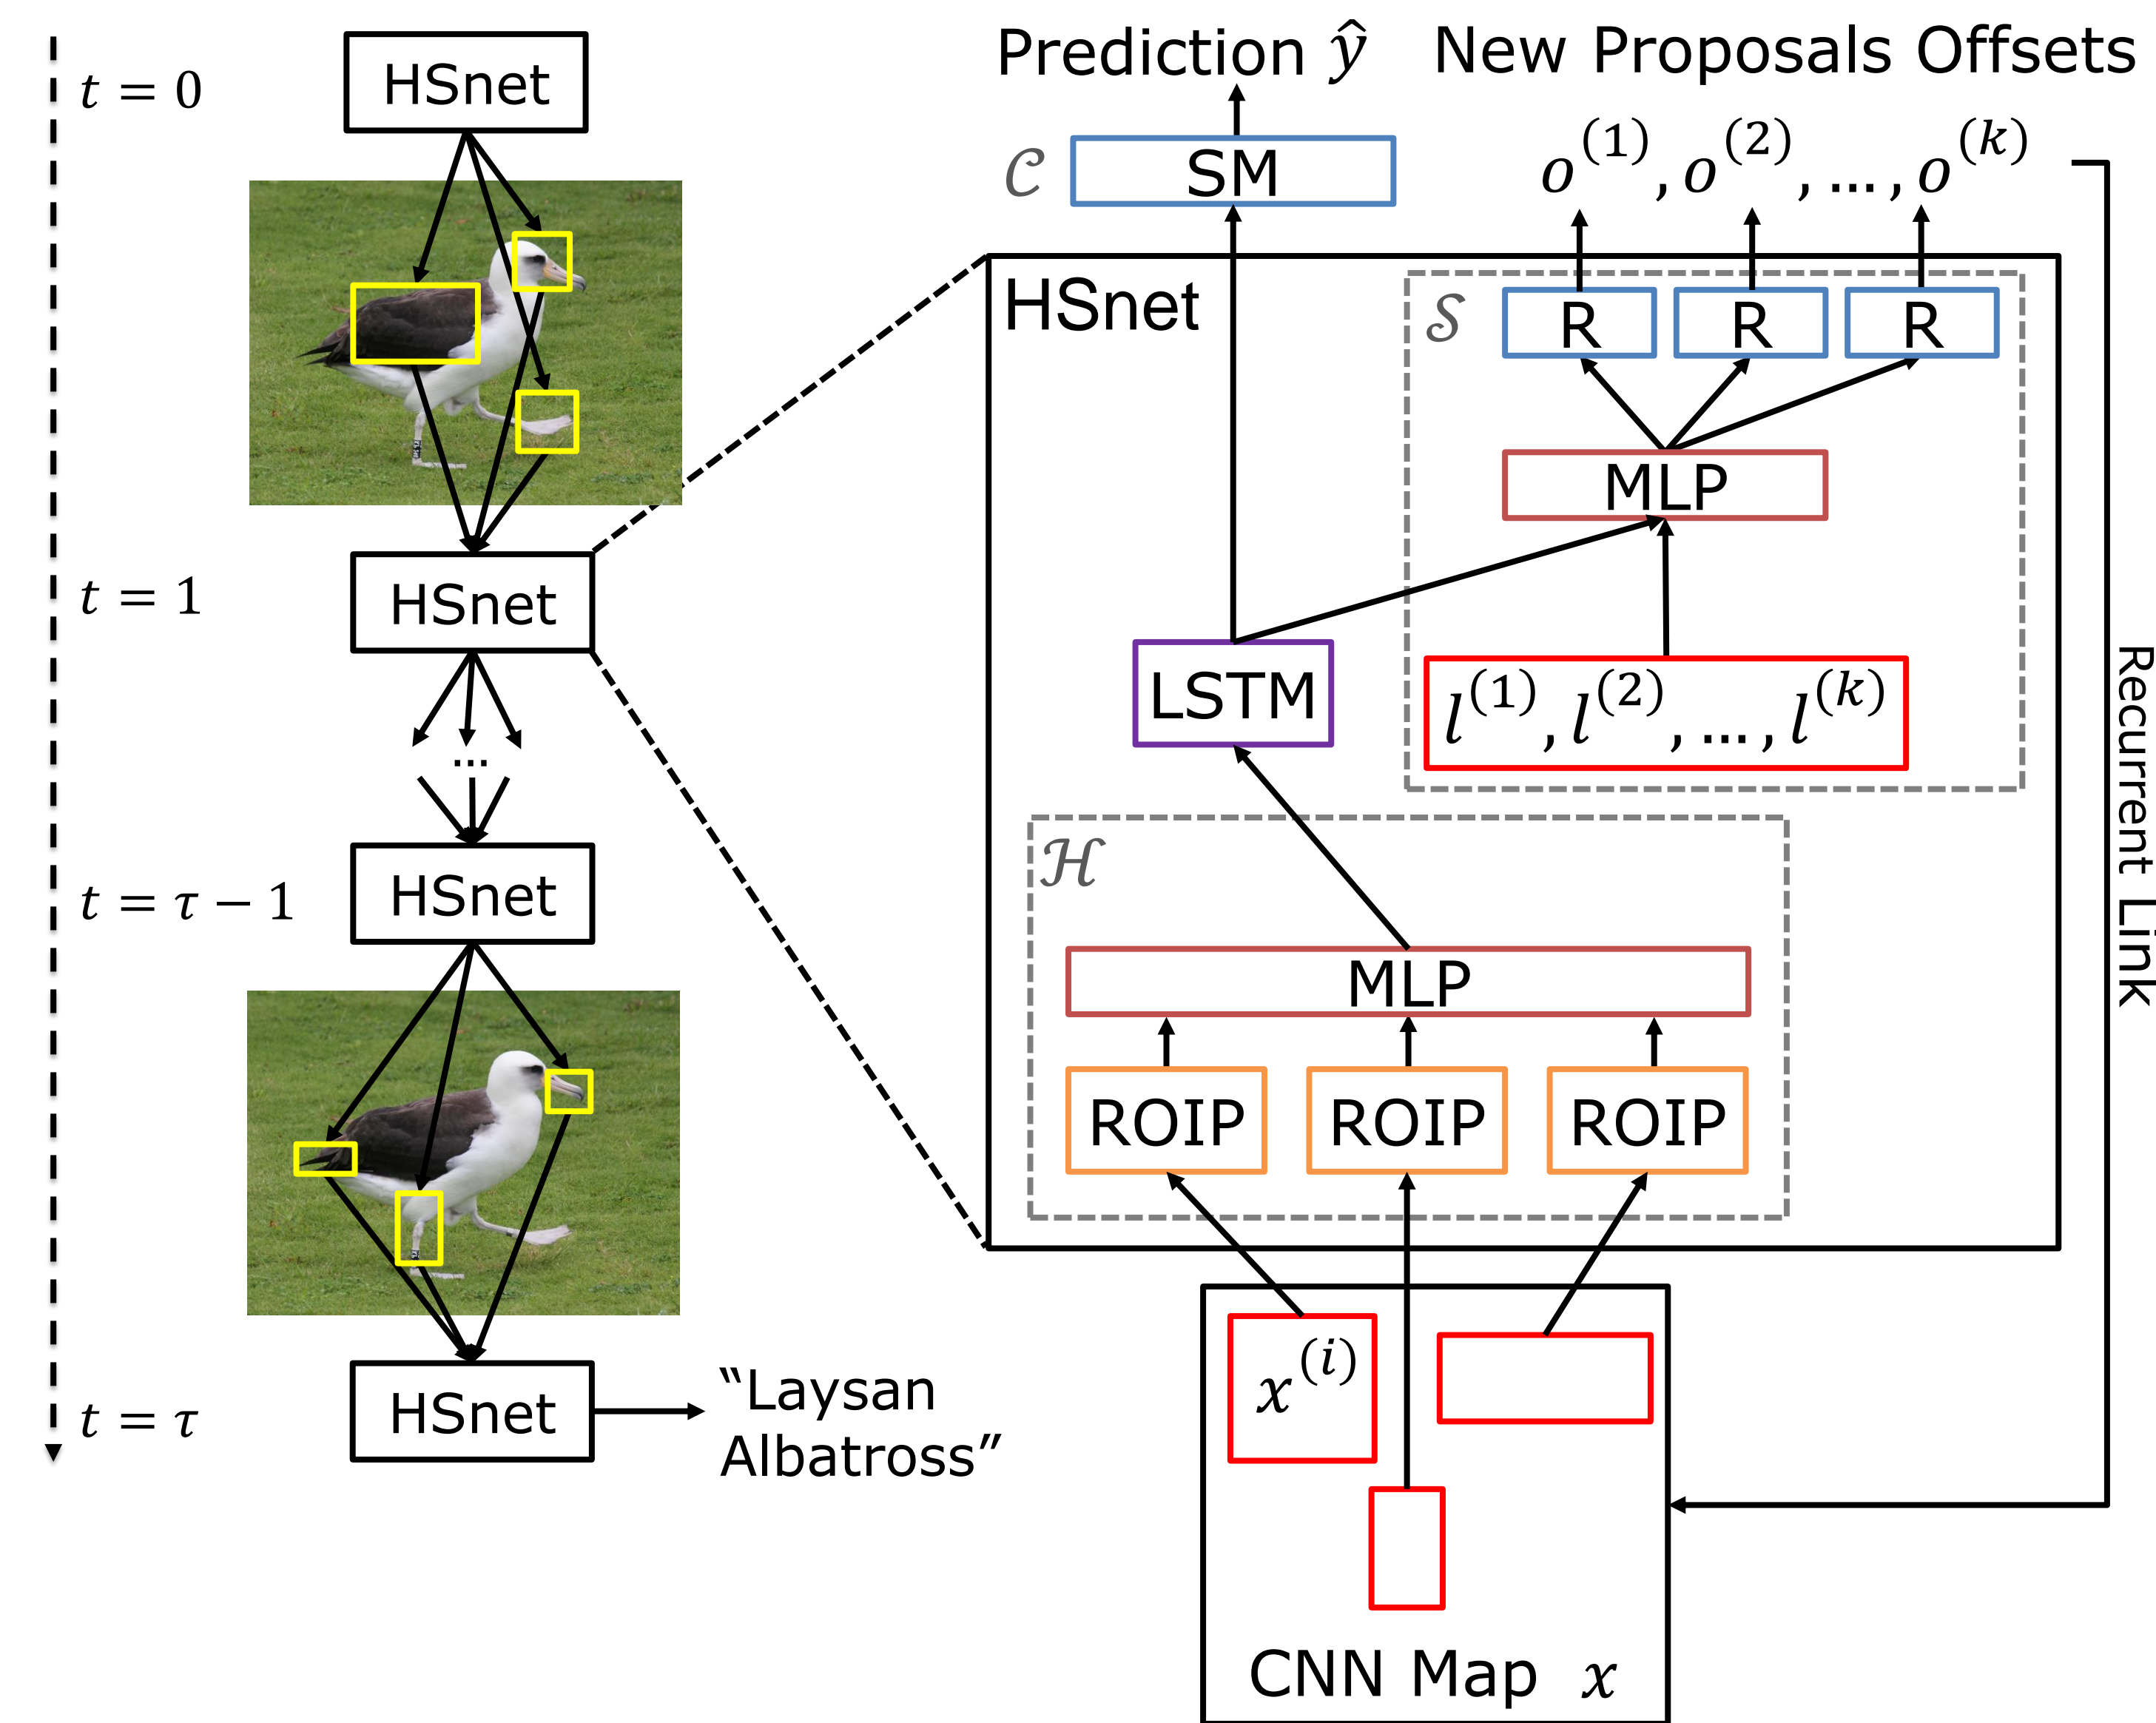 t = 0
HSnet
t = 1
HSnet
...
t = τ − 1
HSnet
t = τ
HSnet
“Laysan
Albatross”
Prediction ŷ
New Proposals Offsets
𝒞
SM
o^(1), o^(2), ..., o^(k)
HSnet
𝒮
R
R
R
MLP
LSTM
l^(1), l^(2), ..., l^(k)
ℋ
MLP
ROIP
ROIP
ROIP
x^(i)
CNN Map x
Recurrent Link